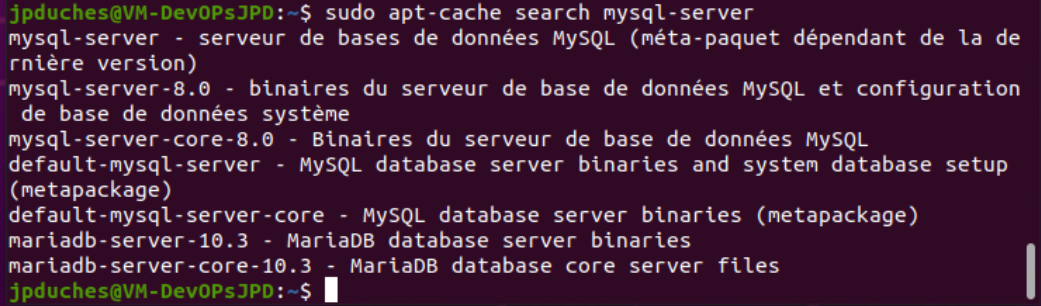 jpduches@VM-DevOPsJPD:~$ sudo apt-cache search mysql-server
mysql-server - serveur de bases de données MySQL (méta-paquet dépendant de la de
rnière version)
mysql-server-8.0 - binaires du serveur de base de données MySQL et configuration
 de base de données système
mysql-server-core-8.0 - Binaires du serveur de base de données MySQL
default-mysql-server - MySQL database server binaries and system database setup
(metapackage)
default-mysql-server-core - MySQL database server binaries (metapackage)
mariadb-server-10.3 - MariaDB database server binaries
mariadb-server-core-10.3 - MariaDB database core server files
jpduches@VM-DevOPsJPD:~$